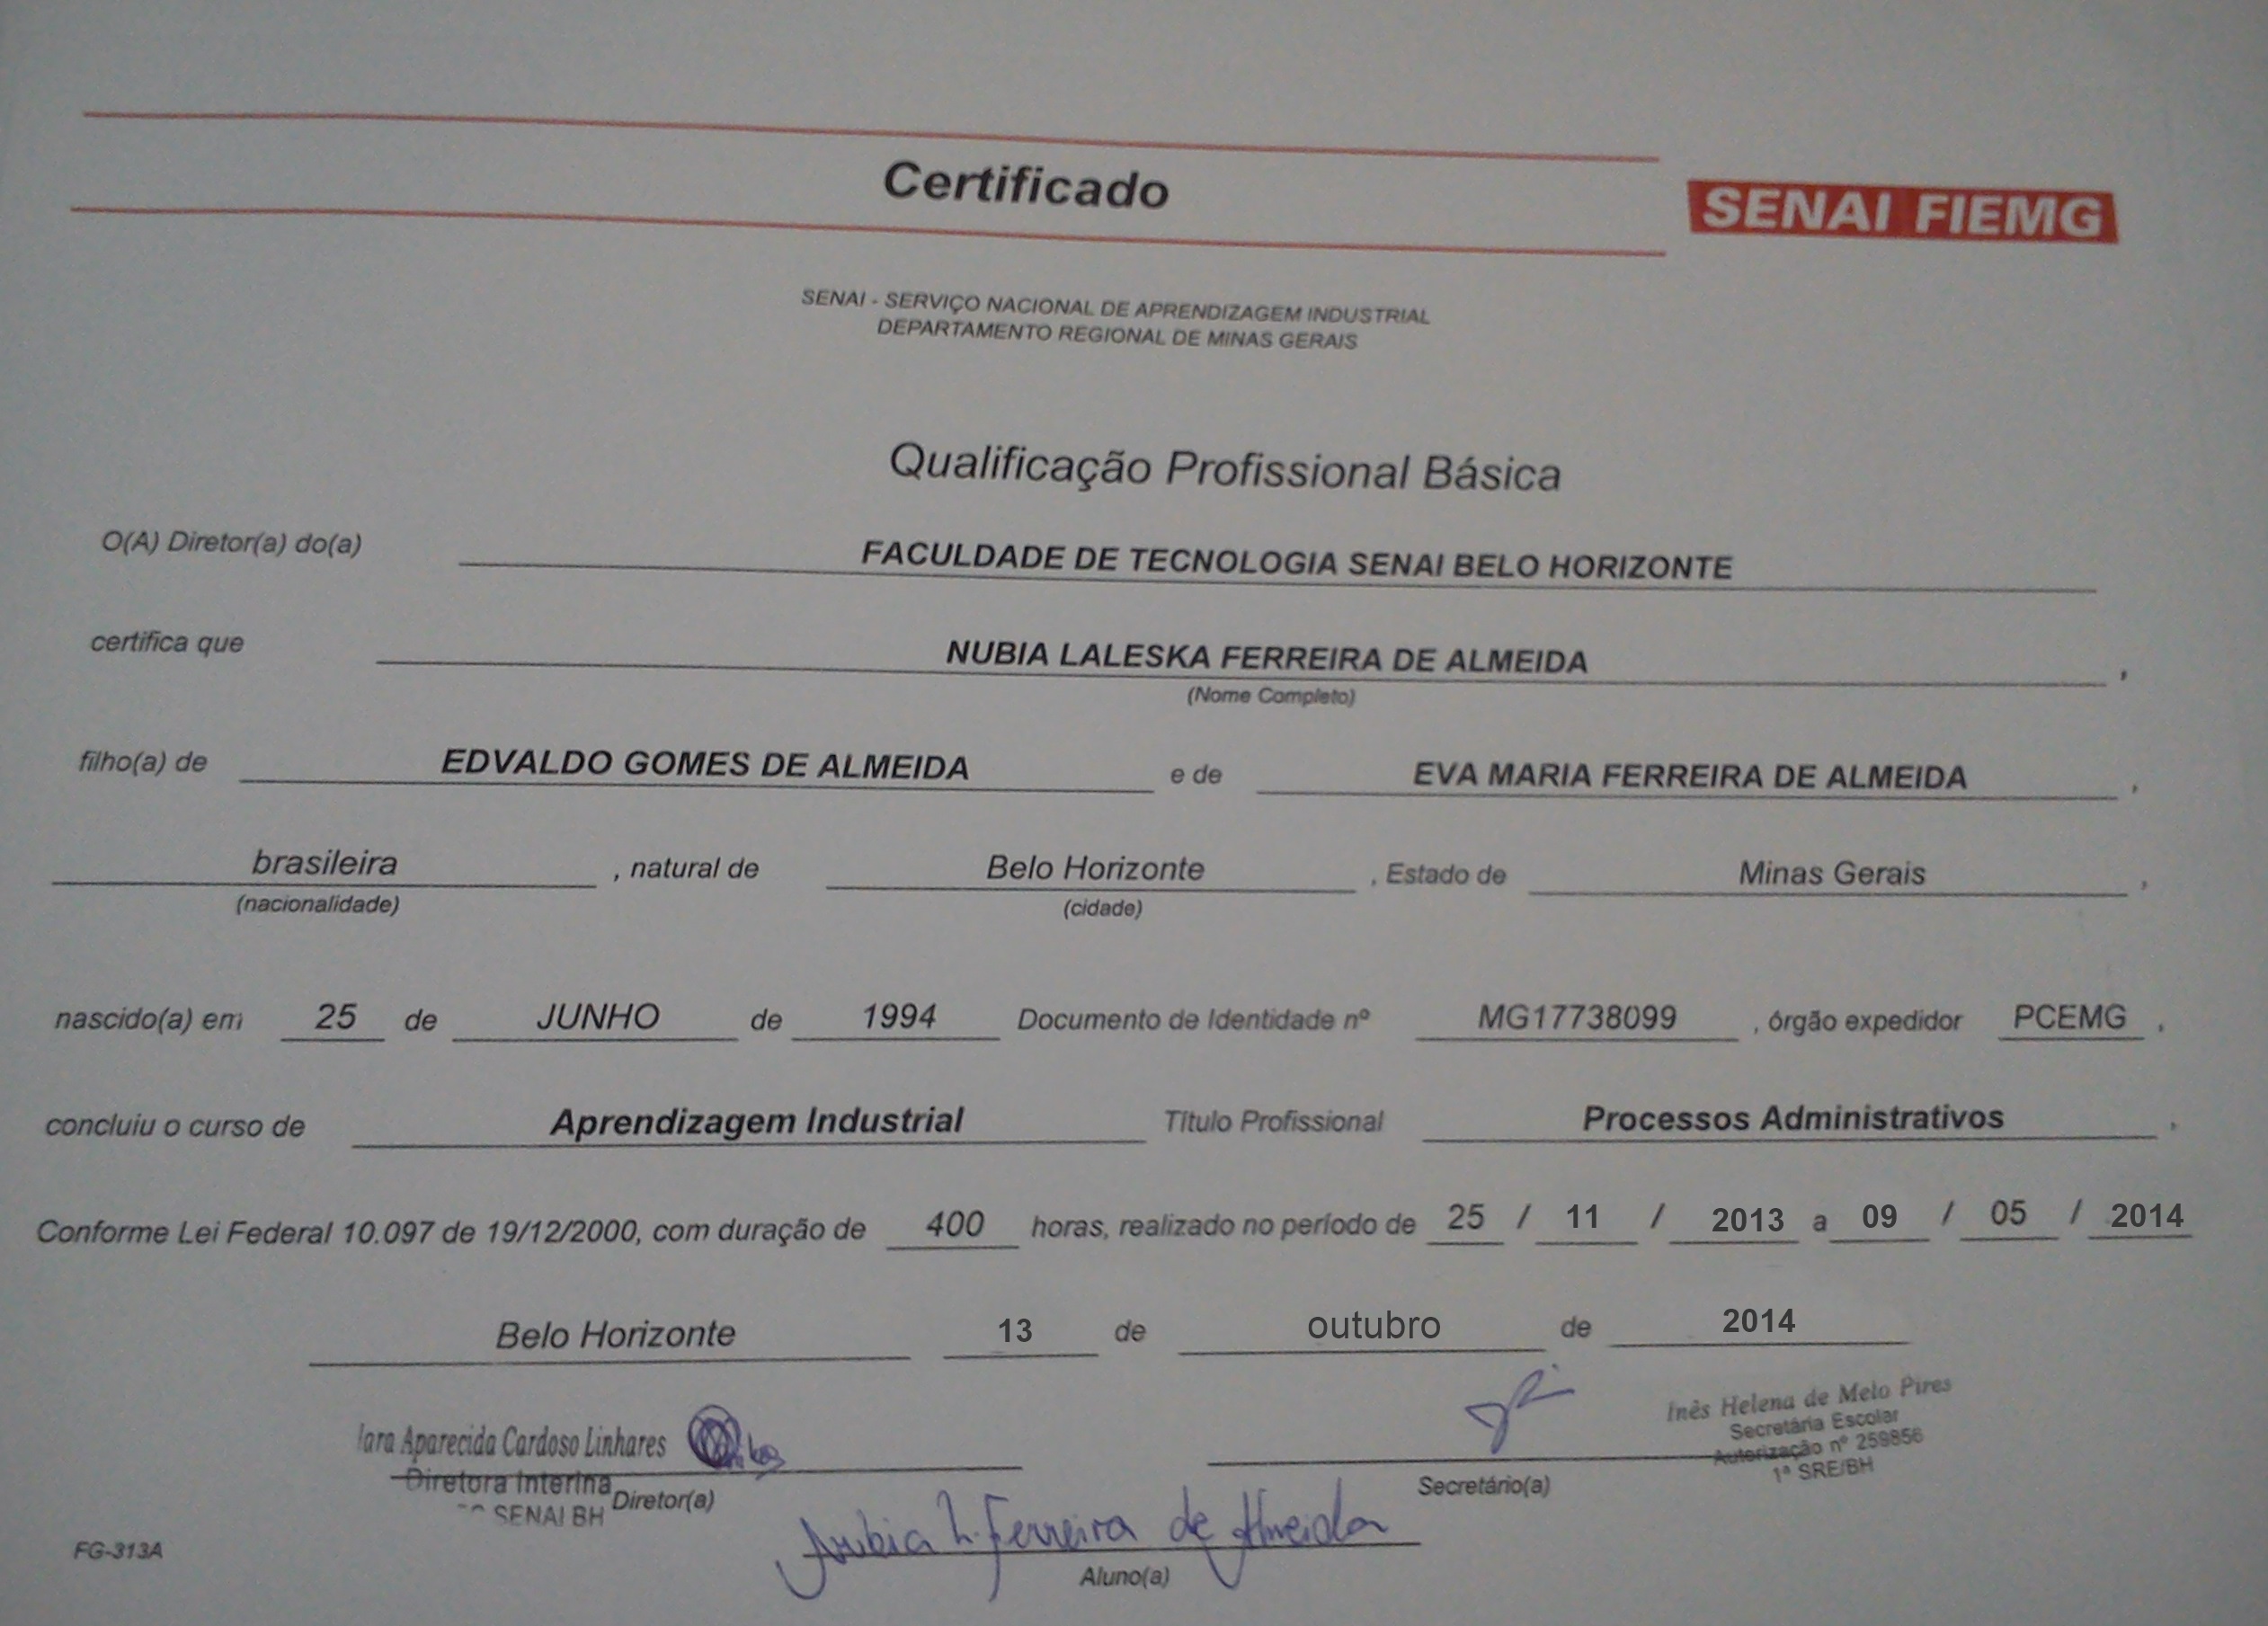 Certificado
SENAI FIEMG
SENAI - SERVIÇO NACIONAL DE APRENDIZAGEM INDUSTRIAL
DEPARTAMENTO REGIONAL DE MINAS GERAIS
Qualificação Profissional Básica
O(A) Diretor(a) do(a) FACULDADE DE TECNOLOGIA SENAI BELO HORIZONTE
certifica que NUBIA LALESKA FERREIRA DE ALMEIDA ,
(Nome Completo)
filho(a) de EDVALDO GOMES DE ALMEIDA e de EVA MARIA FERREIRA DE ALMEIDA ,
brasileira , natural de Belo Horizonte , Estado de Minas Gerais ,
(nacionalidade) (cidade)
nascido(a) em 25 de JUNHO de 1994 Documento de Identidade nº MG17738099 , órgão expedidor PCEMG ,
concluiu o curso de Aprendizagem Industrial Título Profissional Processos Administrativos ,
Conforme Lei Federal 10.097 de 19/12/2000, com duração de 400 horas, realizado no período de 25 / 11 / 2013 a 09 / 05 / 2014
Belo Horizonte 13 de outubro de 2014
Iara Aparecida Cardoso Linhares
Diretora Interina
SENAI BH
Diretor(a)
Inês Helena de Melo Pires
Secretária Escolar
Autorização nº 259856
1ª SRE/BH
Secretário(a)
Nubia L. Ferreira de Almeida
Aluno(a)
FG-313A